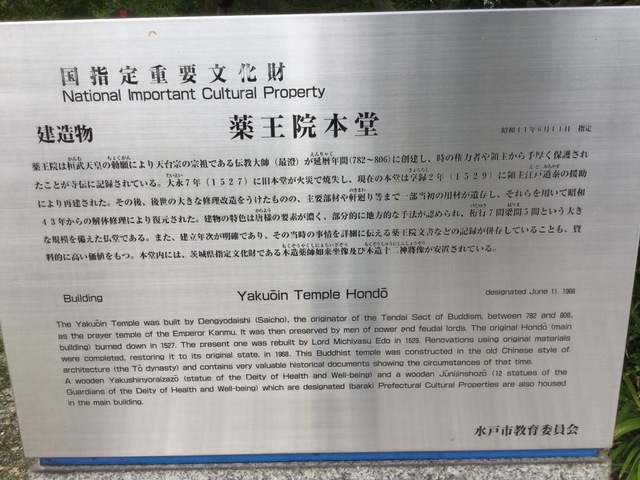 国指定重要文化財
National Important Cultural Property
建造物 薬王院本堂 昭和41年6月11日 指定
薬王院は桓武天皇の勅願により天台宗の宗祖である伝教大師（最澄）が延暦年間(782～806)に創建し、時の権力者や領主から手厚く保護され
たことが寺伝に記録されている。大永7年（1527）に旧本堂が火災で焼失し、現在の本堂は享録2年（1529）に領主江戸通泰の援助
により再建された。その後、後世の大きな修理改造をうけたものの、主要部材や軒廻り等まで一部当初の用材が遺存し、それらを用いて昭和
43年からの解体修理により復元された。建物の特色は唐様の要素が濃く、部分的に地方的な手法が認められ、桁行7間梁間5間という大き
な規模を備えた仏堂である。また、建立年次が明確であり、その当時の事情を詳細に伝える薬王院文書などの記録が併存していることも、資
料的に高い価値をもつ。本堂内には、茨城県指定文化財である木造薬師如来坐像及び木造十二神将像が安置されている。
Building Yakuōin Temple Hondō designated June 11, 1966
The Yakuōin Temple was built by Dengyodaishi (Saicho), the originator of the Tendai Sect of Buddism, between 782 and 806,
as the prayer temple of the Emperor Kanmu. It was then preserved by men of power and feudal lords. The original Hondō (main
building) burned down in 1527. The present one was rebuilt by Lord Michiyasu Edo in 1529. Renovations using original materials
were completed, restoring it to its original state, in 1968. This Buddhist temple was constructed in the old Chinese style of
architecture (the Tō dynasty) and contains very valuable historical documents showing the circumstances of that time.
A wooden Yakushinyoraizazō (statue of the Deity of Health and Well-being) and a wooden Jūnijinshozō (12 statues of the
Guardians of the Deity of Health and Well-being) which are designated Ibaraki Prefectural Cultural Properties are also housed
in the main building.
水戸市教育委員会